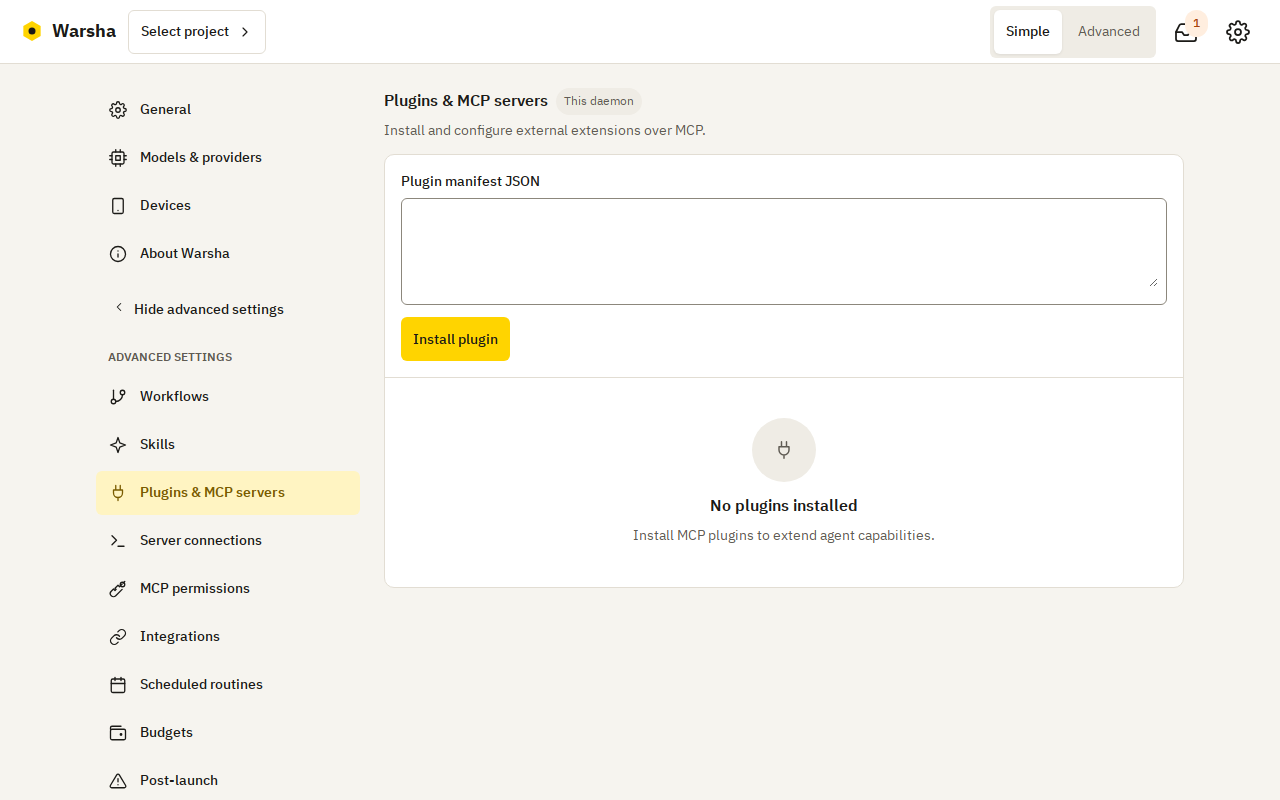 Warsha
Select project
Simple
Advanced
1
General
Models & providers
Devices
About Warsha
Hide advanced settings
ADVANCED SETTINGS
Workflows
Skills
Plugins & MCP servers
Server connections
MCP permissions
Integrations
Scheduled routines
Budgets
Post-launch
Plugins & MCP servers
This daemon
Install and configure external extensions over MCP.
Plugin manifest JSON
Install plugin
No plugins installed
Install MCP plugins to extend agent capabilities.